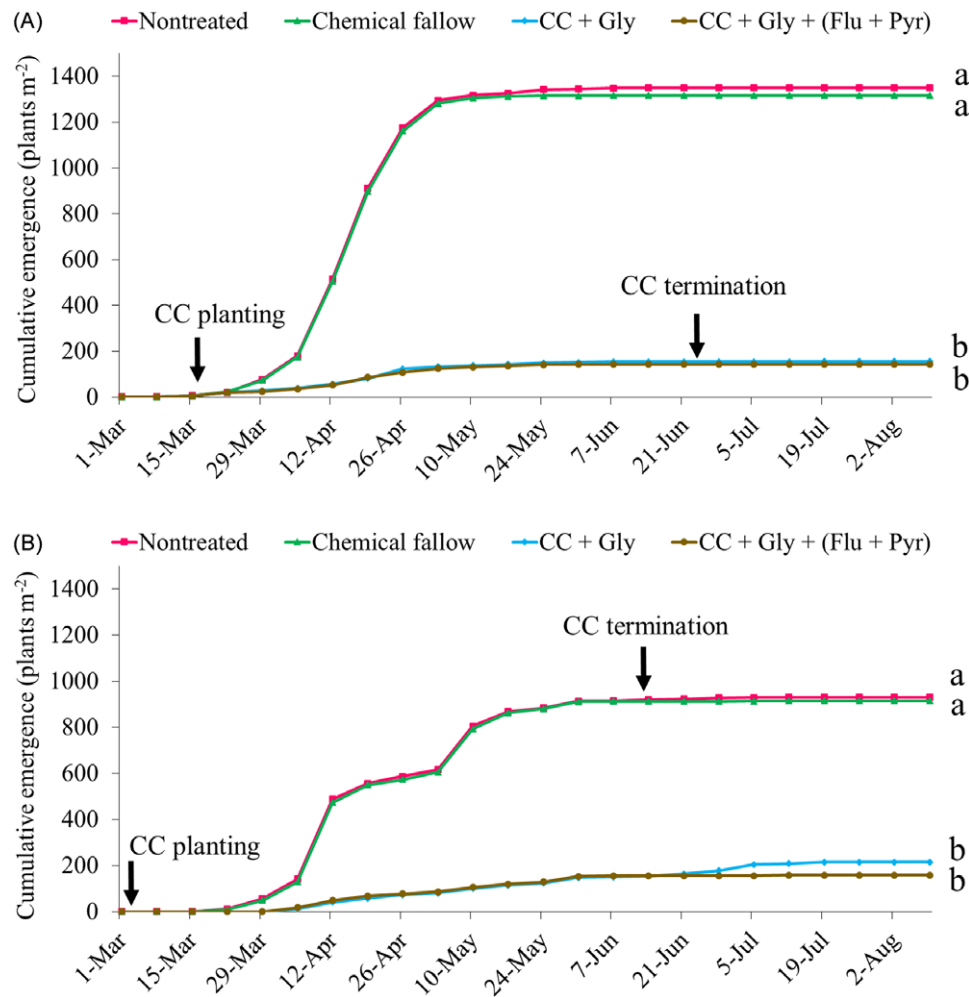 (A) Nontreated Chemical fallow CC + Gly CC + Gly + (Flu + Pyr)
Cumulative emergence (plants m-2)
1400
1200
1000
800
600
400
200
0
a
a
CC termination
CC planting
b
b
1-Mar 15-Mar 29-Mar 12-Apr 26-Apr 10-May 24-May 7-Jun 21-Jun 5-Jul 19-Jul 2-Aug
(B) Nontreated Chemical fallow CC + Gly CC + Gly + (Flu + Pyr)
Cumulative emergence (plants m-2)
1400
1200
1000
800
600
400
200
0
CC termination
a
a
CC planting
b
b
1-Mar 15-Mar 29-Mar 12-Apr 26-Apr 10-May 24-May 7-Jun 21-Jun 5-Jul 19-Jul 2-Aug